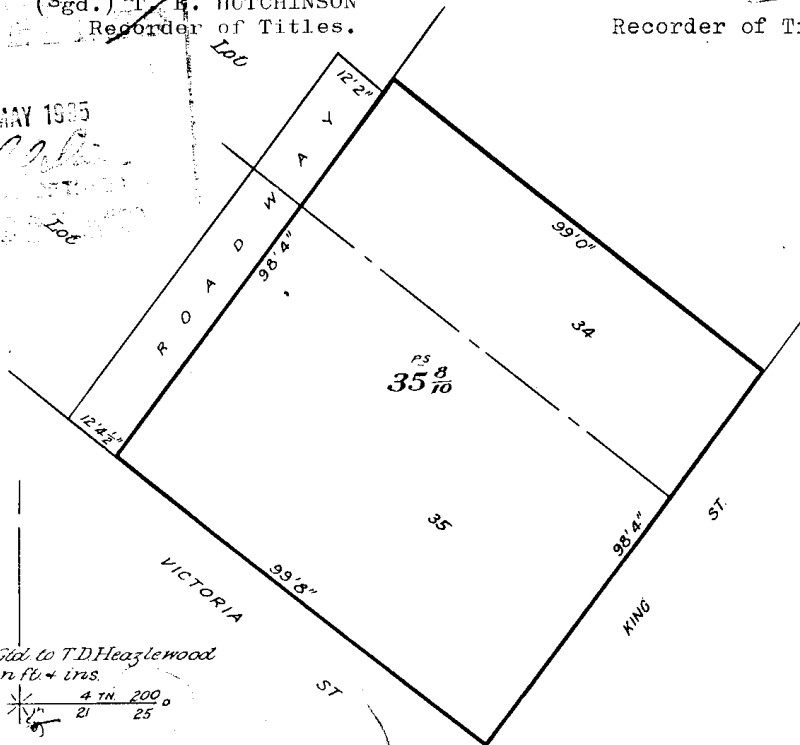 (Sgd.) T. R. HUTCHINSON
Recorder of Titles.
Recorder of
Lot
MAY 1985
Lot
12'2"
ROADWAY
98'4"
99'0"
34
PS
35 8/10
12'4½"
35
98'4"
KING ST.
99'8"
VICTORIA ST
Gtd. to T.D. Heazlewood
in ft. & ins.
4 TN. 200
21 25